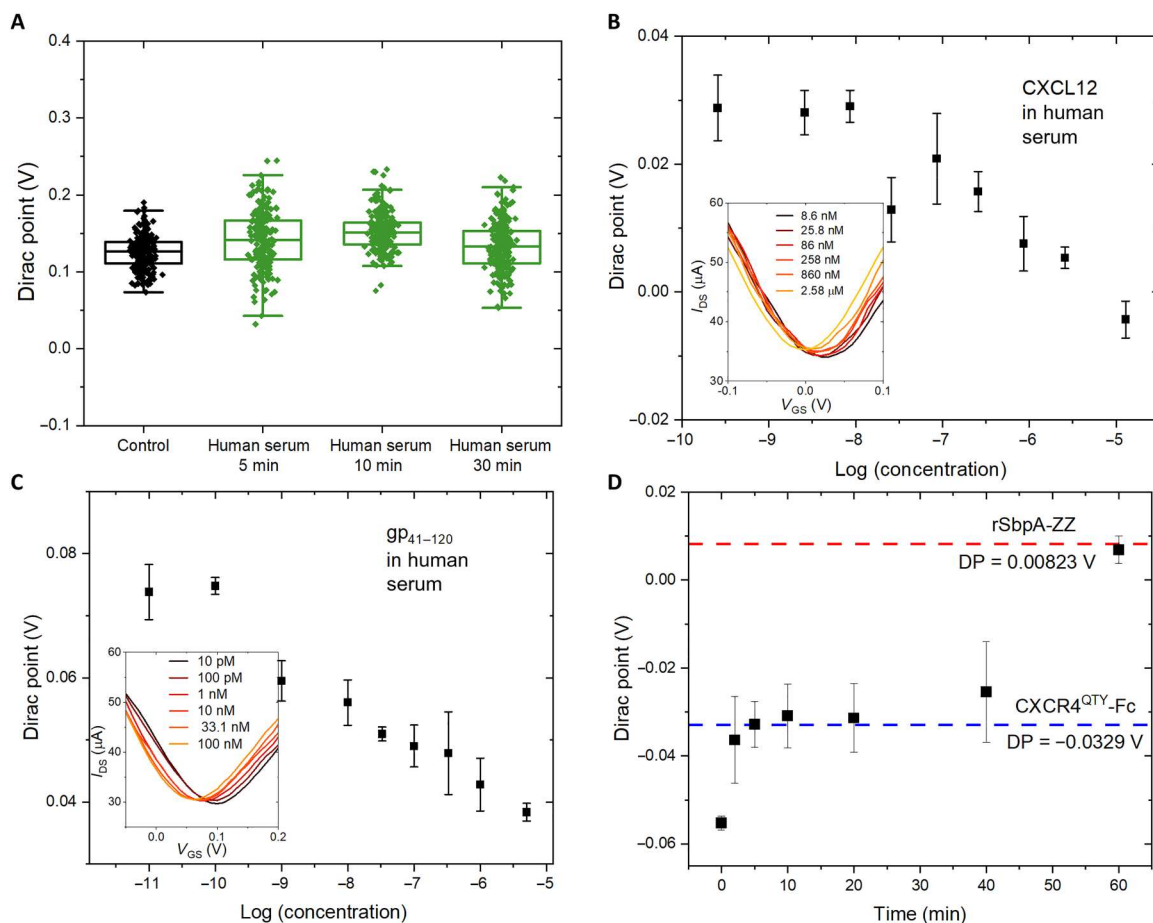 A
0.4
0.3
0.2
0.1
0.0
−0.1
Dirac point (V)
Control
Human serum
5 min
Human serum
10 min
Human serum
30 min
B
0.04
0.02
0.00
−0.02
Dirac point (V)
−10
−9
−8
−7
−6
−5
Log (concentration)
CXCL12
in human
serum
60
50
40
30
I_DS (μA)
−0.1
0.0
0.1
V_GS (V)
8.6 nM
25.8 nM
86 nM
258 nM
860 nM
2.58 μM
C
0.08
0.06
0.04
Dirac point (V)
−11
−10
−9
−8
−7
−6
−5
Log (concentration)
gp₄₁₋₁₂₀
in human
serum
60
50
40
30
I_DS (μA)
0.0
0.1
0.2
V_GS (V)
10 pM
100 pM
1 nM
10 nM
33.1 nM
100 nM
D
0.02
0.00
−0.02
−0.04
−0.06
Dirac point (V)
0
10
20
30
40
50
60
Time (min)
rSbpA-ZZ
DP = 0.00823 V
CXCR4^QTY-Fc
DP = −0.0329 V